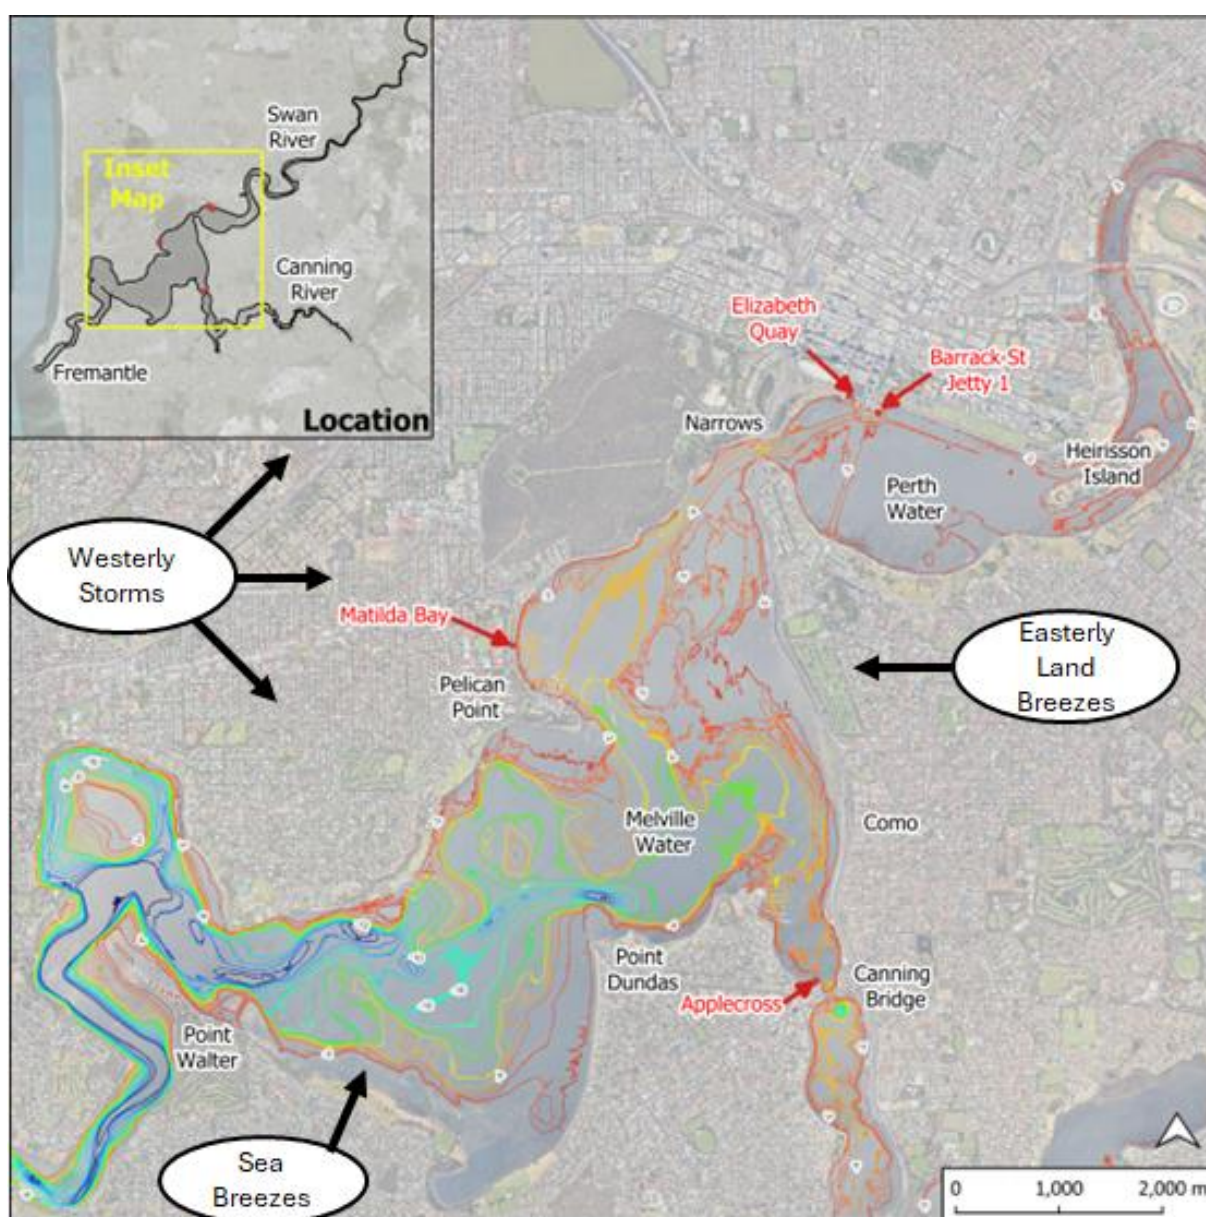 Swan
River
Inset
Map
Canning
River
Fremantle
Location
Elizabeth
Quay
Barrack-St
Jetty 1
Narrows
Heirisson
Island
Perth
Water
Westerly
Storms
Matilda Bay
Easterly
Land
Breezes
Pelican
Point
Melville
Water
Como
Point
Dundas
Canning
Bridge
Applecross
Point
Walter
Sea
Breezes
0 1,000 2,000 m